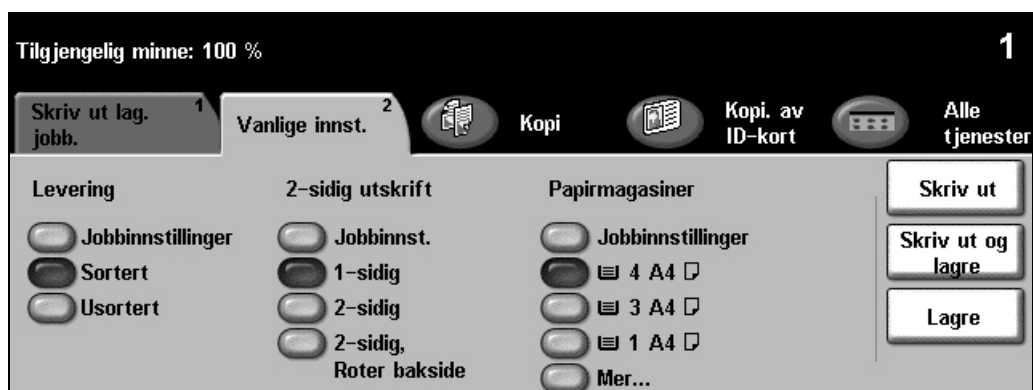 Tilgjengelig minne: 100 %
1
Skriv ut lag.
jobb.
1
Vanlige innst.
2
Kopi
Kopi. av
ID-kort
Alle
tjenester
Levering
Jobbinnstillinger
Sortert
Usortert
2-sidig utskrift
Jobbinnst.
1-sidig
2-sidig
2-sidig,
Roter bakside
Papirmagasiner
Jobbinnstillinger
4 A4
3 A4
1 A4
Mer...
Skriv ut
Skriv ut og
lagre
Lagre